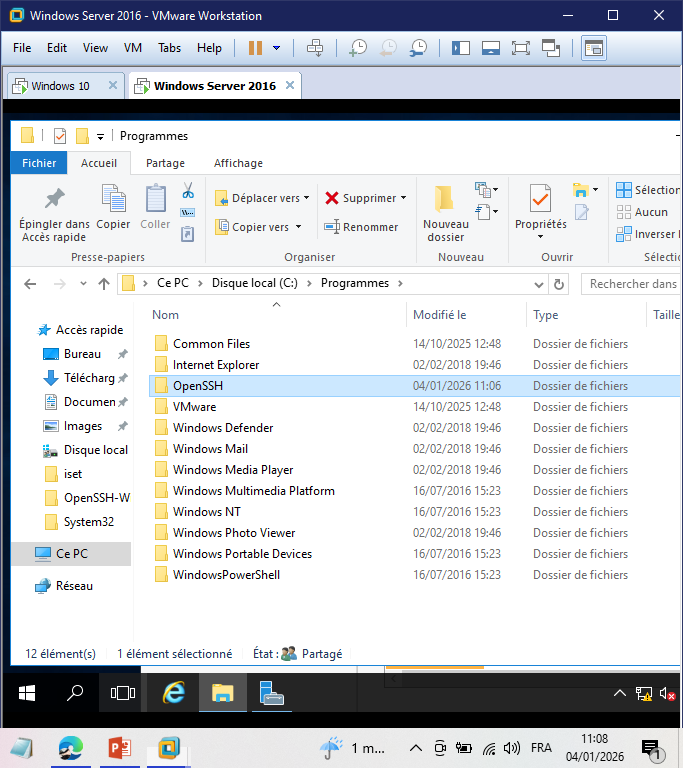 Windows Server 2016 - VMware Workstation
File Edit View VM Tabs Help
Windows 10 Windows Server 2016
Programmes
Fichier Accueil Partage Affichage
Épingler dans
Accès rapide
Copier
Coller
Presse-papiers
Déplacer vers
Copier vers
Supprimer
Renommer
Organiser
Nouveau
dossier
Nouveau
Propriétés
Ouvrir
Sélection
Aucun
Inverser l
Sélecti
Ce PC Disque local (C:) Programmes
Rechercher dans
Nom Modifié le Type Taille
Accès rapide
Bureau
Télécharg
Documen
Images
Disque local
iset
OpenSSH-W
System32
Ce PC
Réseau
Common Files 14/10/2025 12:48 Dossier de fichiers
Internet Explorer 02/02/2018 19:46 Dossier de fichiers
OpenSSH 04/01/2026 11:06 Dossier de fichiers
VMware 14/10/2025 12:48 Dossier de fichiers
Windows Defender 02/02/2018 19:46 Dossier de fichiers
Windows Mail 02/02/2018 19:46 Dossier de fichiers
Windows Media Player 02/02/2018 19:46 Dossier de fichiers
Windows Multimedia Platform 16/07/2016 15:23 Dossier de fichiers
Windows NT 16/07/2016 15:23 Dossier de fichiers
Windows Photo Viewer 02/02/2018 19:46 Dossier de fichiers
Windows Portable Devices 16/07/2016 15:23 Dossier de fichiers
WindowsPowerShell 16/07/2016 15:23 Dossier de fichiers
12 élément(s) 1 élément sélectionné État : Partagé
1 m... FRA
11:08
04/01/2026
1